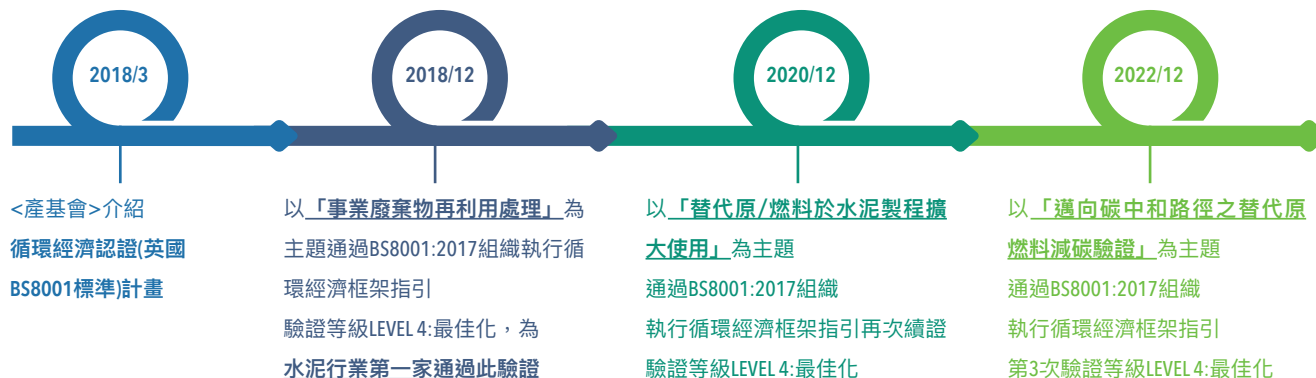 2018/3
2018/12
2020/12
2022/12
<產基會>介紹
循環經濟認證(英國
BS8001標準)計畫
以「事業廢棄物再利用處理」為
主題通過BS8001:2017組織執行循
環經濟框架指引
驗證等級LEVEL 4:最佳化，為
水泥行業第一家通過此驗證
以「替代原/燃料於水泥製程擴
大使用」為主題
通過BS8001:2017組織
執行循環經濟框架指引再次續證
驗證等級LEVEL 4:最佳化
以「邁向碳中和路徑之替代原
燃料減碳驗證」為主題
通過BS8001:2017組織
執行循環經濟框架指引
第3次驗證等級LEVEL 4:最佳化